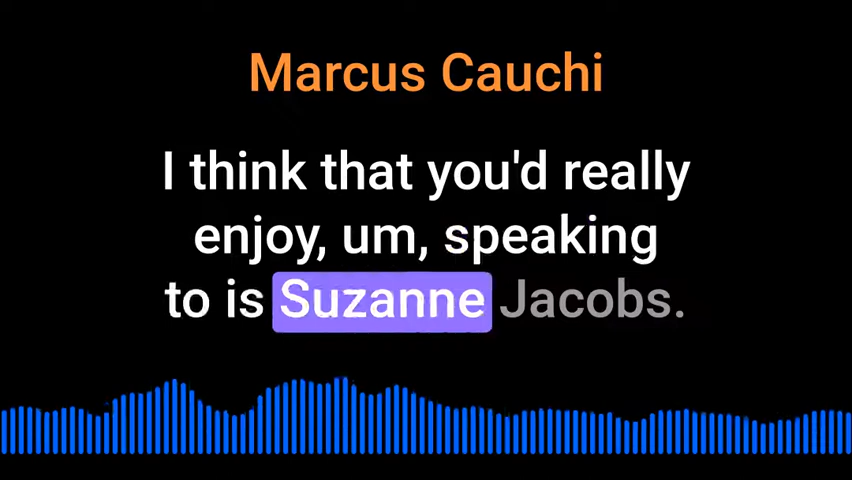 Marcus Cauchi
I think that you'd really
enjoy, um, speaking
to is Suzanne Jacobs.